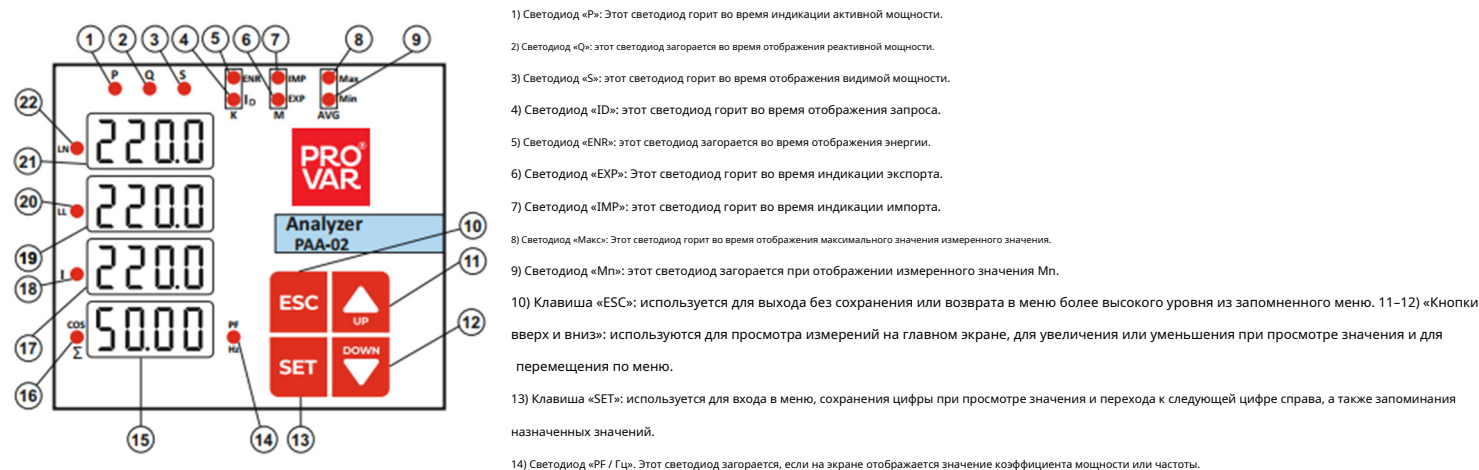 1 2 3 4 5 6 7 8 9
P Q S ENR IMP Max
I_D EXP Min
K M AVG
22
LN 220.0
21
PRO VAR®
20
LL 220.0
19
Analyzer
PAA-02
10
I 220.0
18
11
ESC UP
17
COS 50.00 PF
Σ Hz
12
SET DOWN
16
15 14 13
1) Светодиод «P»: Этот светодиод горит во время индикации активной мощности.
2) Светодиод «Q»: этот светодиод загорается во время отображения реактивной мощности.
3) Светодиод «S»: этот светодиод горит во время отображения видимой мощности.
4) Светодиод «ID»: этот светодиод горит во время отображения запроса.
5) Светодиод «ENR»: этот светодиод загорается во время отображения энергии.
6) Светодиод «EXP»: Этот светодиод горит во время индикации экспорта.
7) Светодиод «IMP»: этот светодиод горит во время индикации импорта.
8) Светодиод «Макс»: Этот светодиод горит во время отображения максимального значения измеренного значения.
9) Светодиод «Mn»: этот светодиод загорается при отображении измеренного значения Mn.
10) Клавиша «ESC»: используется для выхода без сохранения или возврата в меню более высокого уровня из запомненного меню. 11–12) «Кнопки
вверх и вниз»: используются для просмотра измерений на главном экране, для увеличения или уменьшения при просмотре значения и для
перемещения по меню.
13) Клавиша «SET»: используется для входа в меню, сохранения цифры при просмотре значения и перехода к следующей цифре справа, а также запоминания
назначенных значений.
14) Светодиод «PF / Гц». Этот светодиод загорается, если на экране отображается значение коэффициента мощности или частоты.